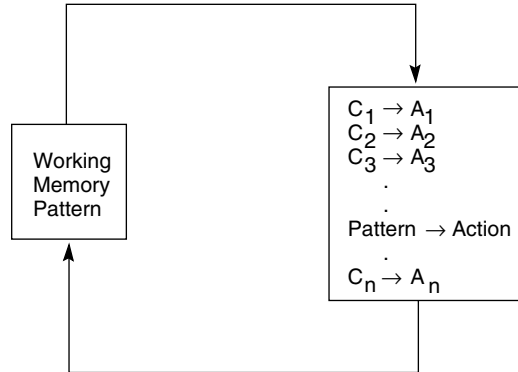 Working
Memory
Pattern
C₁ → A₁
C₂ → A₂
C₃ → A₃
.
.
Pattern → Action
.
Cₙ → Aₙ